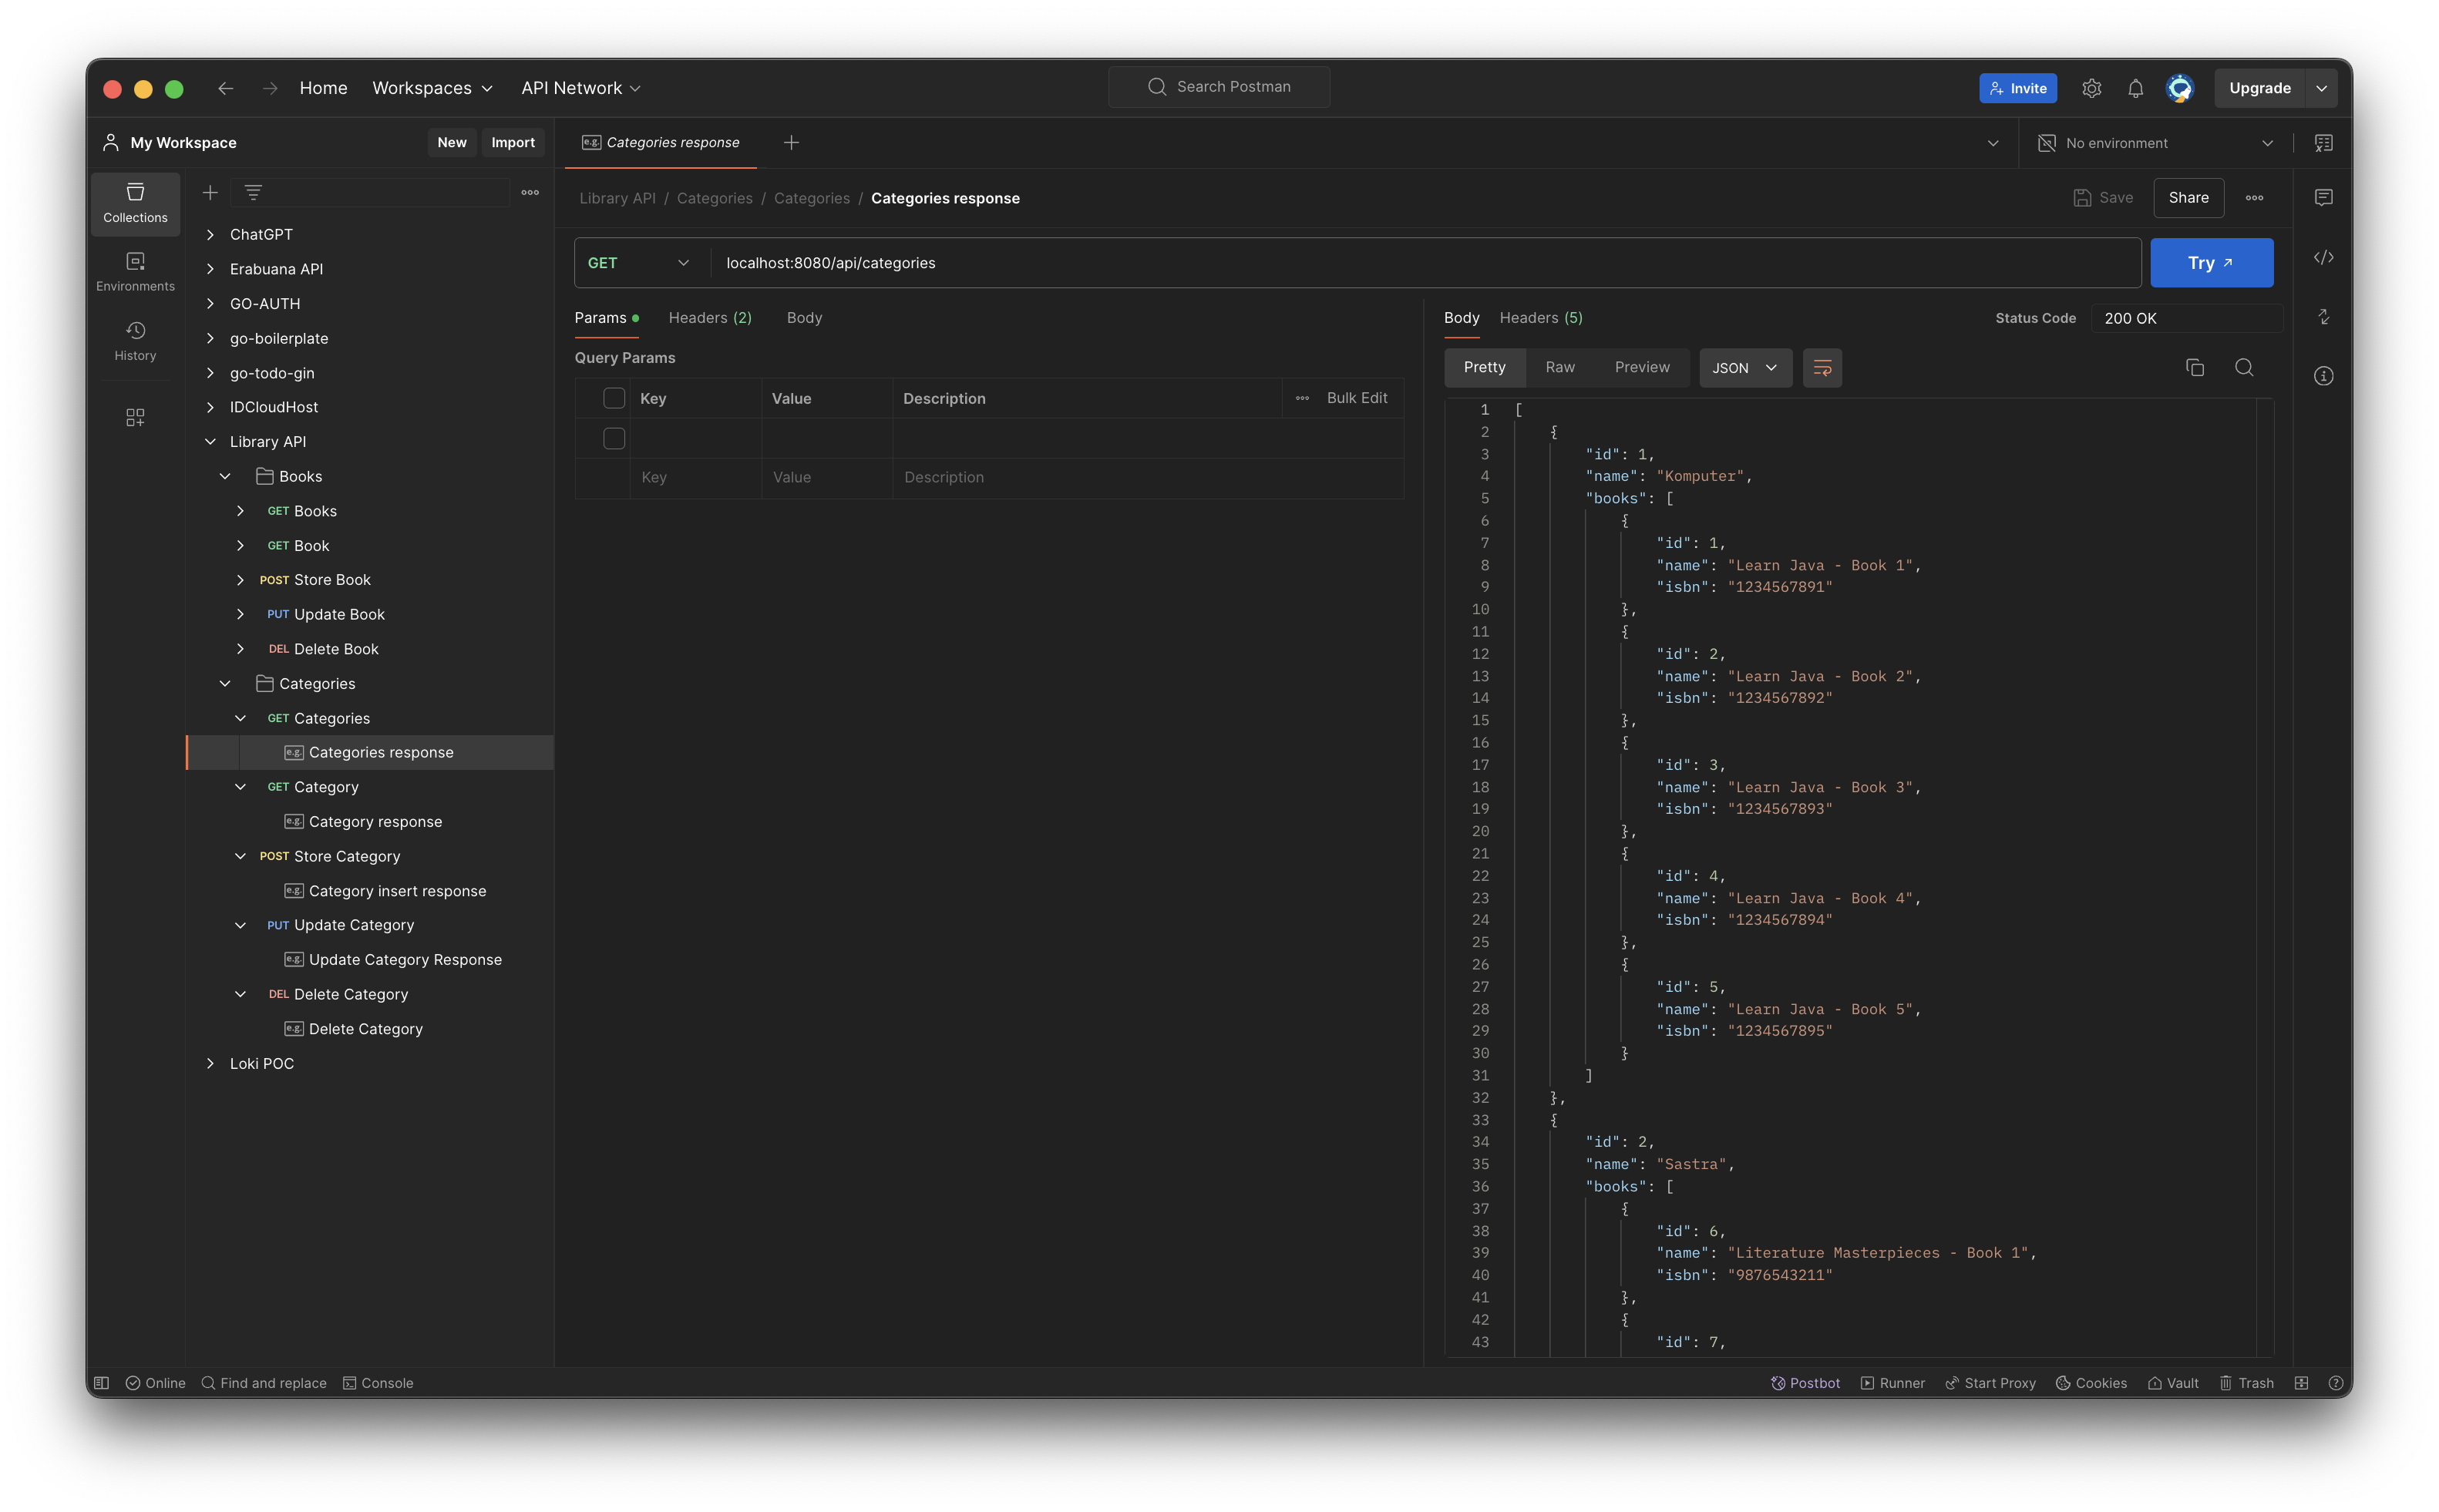 Home Workspaces API Network Search Postman Invite Upgrade
My Workspace New Import e.g. Categories response No environment
Collections
Environments
History
ChatGPT
Erabuana API
GO-AUTH
go-boilerplate
go-todo-gin
IDCloudHost
Library API
Books
GET Books
GET Book
POST Store Book
PUT Update Book
DEL Delete Book
Categories
GET Categories
e.g. Categories response
GET Category
e.g. Category response
POST Store Category
e.g. Category insert response
PUT Update Category
e.g. Update Category Response
DEL Delete Category
e.g. Delete Category
Loki POC
Library API / Categories / Categories / Categories response Save Share
GET localhost:8080/api/categories Try
Params Headers (2) Body
Query Params
Key Value Description Bulk Edit
Key Value Description
Body Headers (5) Status Code 200 OK
Pretty Raw Preview JSON
1 [
2 {
3 "id": 1,
4 "name": "Komputer",
5 "books": [
6 {
7 "id": 1,
8 "name": "Learn Java - Book 1",
9 "isbn": "1234567891"
10 },
11 {
12 "id": 2,
13 "name": "Learn Java - Book 2",
14 "isbn": "1234567892"
15 },
16 {
17 "id": 3,
18 "name": "Learn Java - Book 3",
19 "isbn": "1234567893"
20 },
21 {
22 "id": 4,
23 "name": "Learn Java - Book 4",
24 "isbn": "1234567894"
25 },
26 {
27 "id": 5,
28 "name": "Learn Java - Book 5",
29 "isbn": "1234567895"
30 }
31 ]
32 },
33 {
34 "id": 2,
35 "name": "Sastra",
36 "books": [
37 {
38 "id": 6,
39 "name": "Literature Masterpieces - Book 1",
40 "isbn": "9876543211"
41 },
42 {
43 "id": 7,
Online Find and replace Console Postbot Runner Start Proxy Cookies Vault Trash